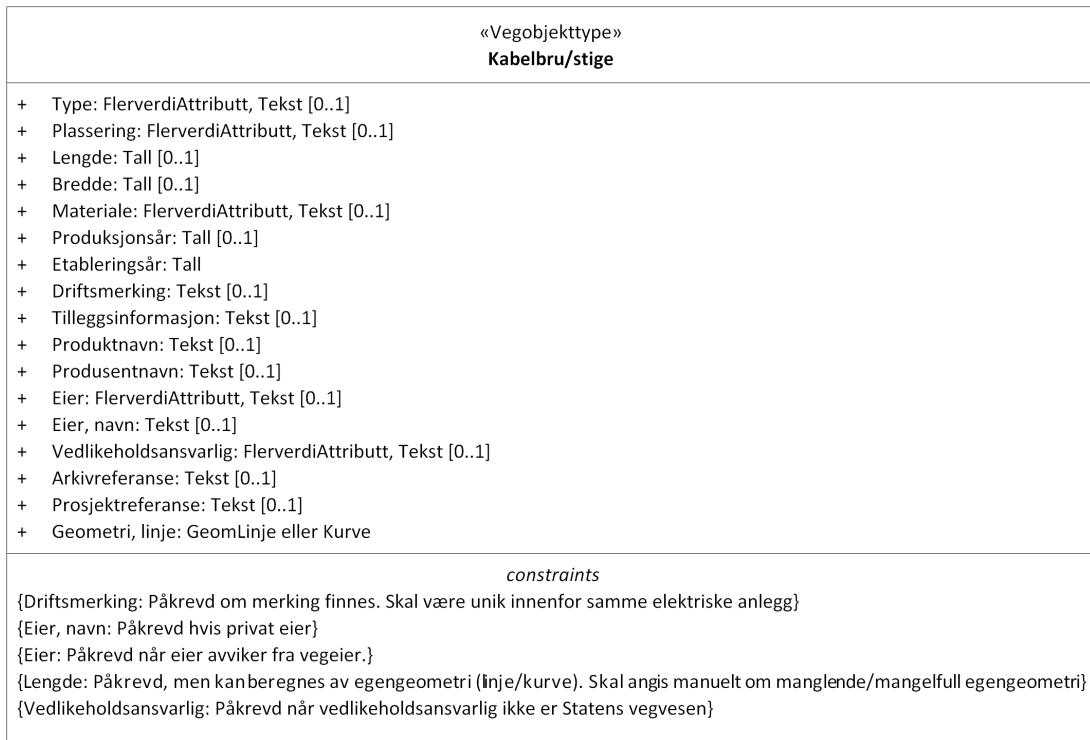 «Vegobjekttype»
Kabelbru/stige
+ Type: FlerverdiAttributt, Tekst [0..1]
+ Plassering: FlerverdiAttributt, Tekst [0..1]
+ Lengde: Tall [0..1]
+ Bredde: Tall [0..1]
+ Materiale: FlerverdiAttributt, Tekst [0..1]
+ Produksjonsår: Tall [0..1]
+ Etableringsår: Tall
+ Driftsmerking: Tekst [0..1]
+ Tilleggsinformasjon: Tekst [0..1]
+ Produktnavn: Tekst [0..1]
+ Produsentnavn: Tekst [0..1]
+ Eier: FlerverdiAttributt, Tekst [0..1]
+ Eier, navn: Tekst [0..1]
+ Vedlikeholdsansvarlig: FlerverdiAttributt, Tekst [0..1]
+ Arkivreferanse: Tekst [0..1]
+ Prosjektreferanse: Tekst [0..1]
+ Geometri, linje: GeomLinje eller Kurve
constraints
{Driftsmerking: Påkrevd om merking finnes. Skal være unik innenfor samme elektriske anlegg}
{Eier, navn: Påkrevd hvis privat eier}
{Eier: Påkrevd når eier avviker fra vegeier.}
{Lengde: Påkrevd, men kan beregnes av egengeometri (linje/kurve). Skal angis manuelt om manglende/mangelfull egengeometri}
{Vedlikeholdsansvarlig: Påkrevd når vedlikeholdsansvarlig ikke er Statens vegvesen}